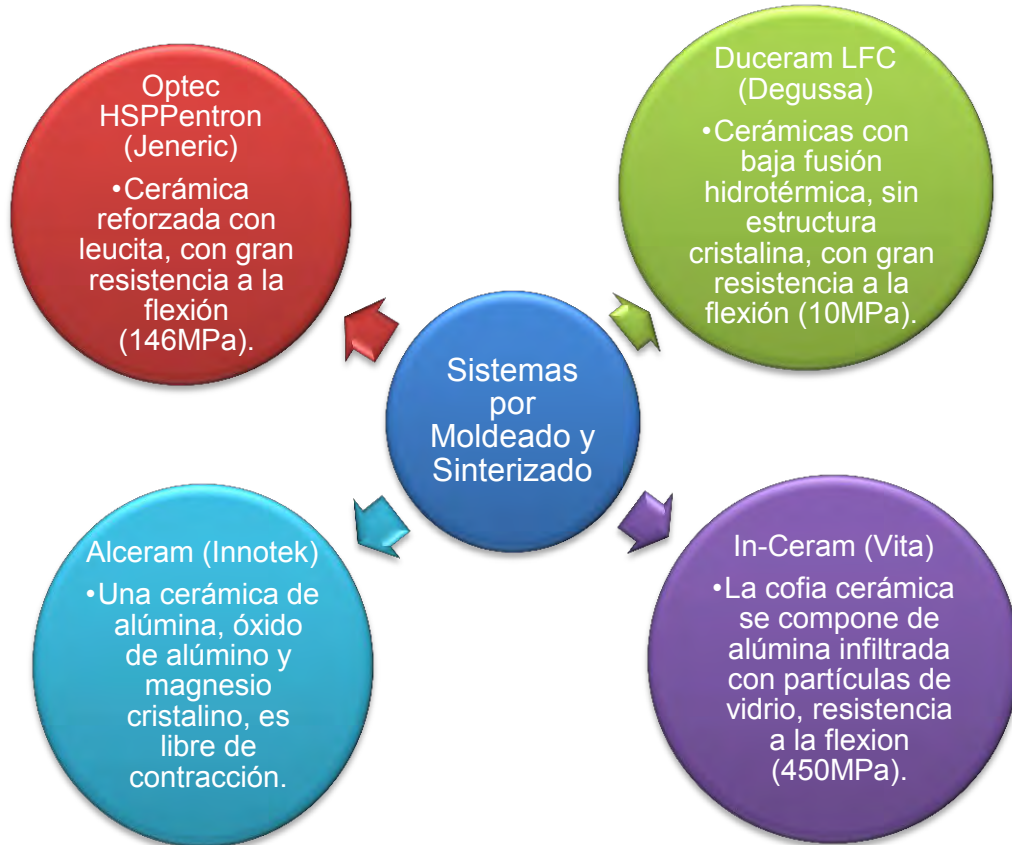 Optec
HSPPentron
(Jeneric)
•Cerámica
reforzada con
leucita, con gran
resistencia a la
flexión
(146MPa).
Duceram LFC
(Degussa)
•Cerámicas con
baja fusión
hidrotérmica, sin
estructura
cristalina, con gran
resistencia a la
flexión (10MPa).
Sistemas
por
Moldeado y
Sinterizado
Alceram (Innotek)
•Una cerámica de
alúmina, óxido
de alúmino y
magnesio
cristalino, es
libre de
contracción.
In-Ceram (Vita)
•La cofia cerámica
se compone de
alúmina infiltrada
con partículas de
vidrio, resistencia
a la flexion
(450MPa).